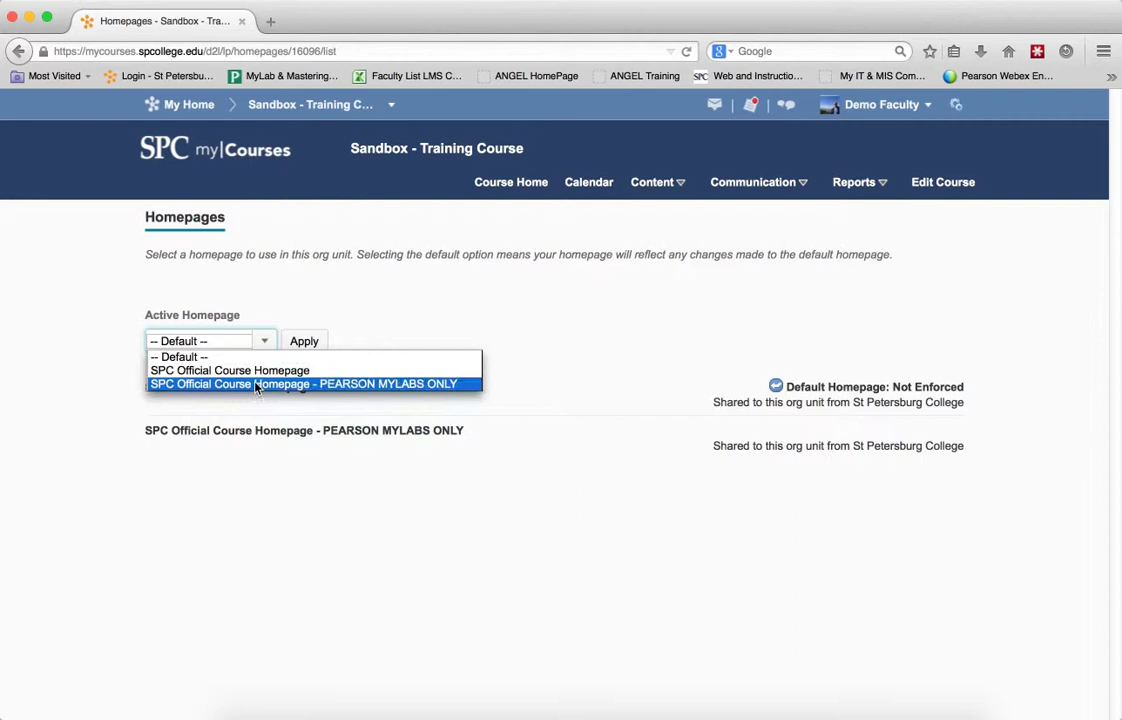 Homepages - Sandbox - Tra...
https://mycourses.spcollege.edu/d2l/lp/homepages/16096/list
Google
Most Visited
Login - St Petersbu...
MyLab & Mastering...
Faculty List LMS C...
ANGEL HomePage
ANGEL Training
SPC Web and Instructio...
My IT & MIS Com...
Pearson Webex En...
My Home
Sandbox - Training C...
Demo Faculty
SPC my|Courses
Sandbox - Training Course
Course Home
Calendar
Content
Communication
Reports
Edit Course
Homepages
Select a homepage to use in this org unit. Selecting the default option means your homepage will reflect any changes made to the default homepage.
Active Homepage
-- Default --
Apply
-- Default --
SPC Official Course Homepage
SPC Official Course Homepage - PEARSON MYLABS ONLY
Default Homepage: Not Enforced
Shared to this org unit from St Petersburg College
SPC Official Course Homepage - PEARSON MYLABS ONLY
Shared to this org unit from St Petersburg College